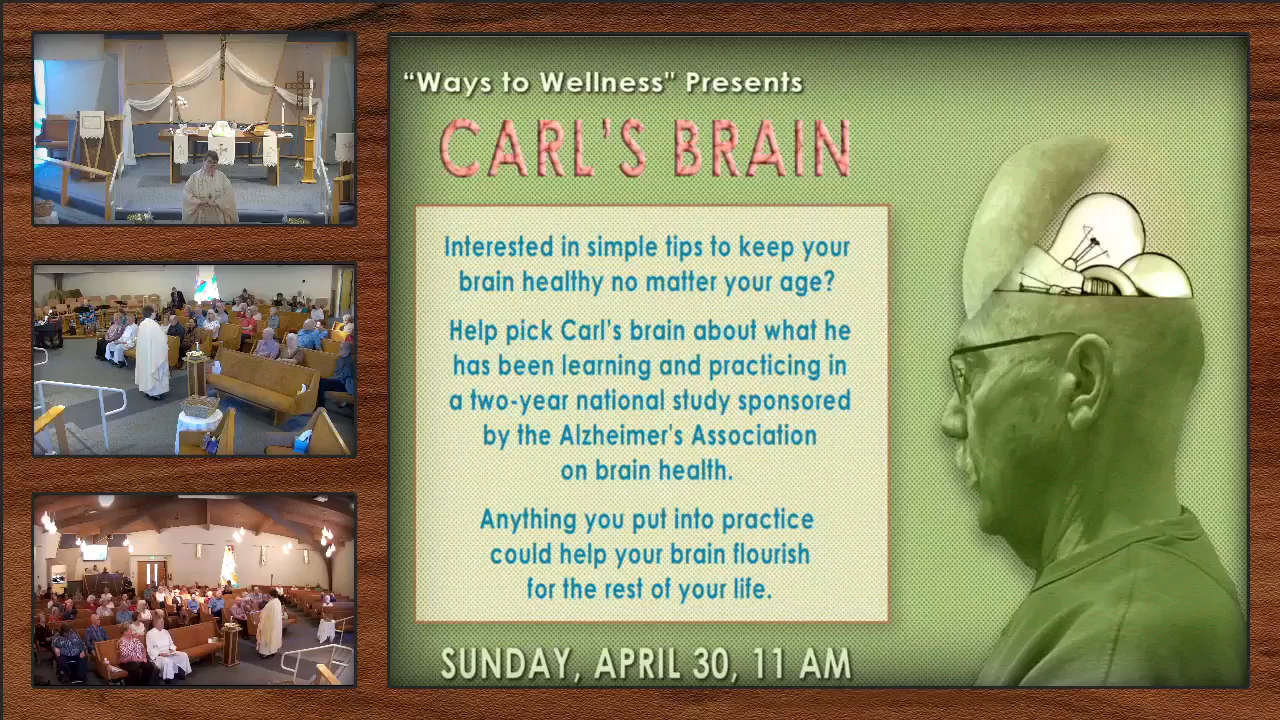 “Ways to Wellness" Presents
CARL'S BRAIN
Interested in simple tips to keep your
brain healthy no matter your age?
Help pick Carl's brain about what he
has been learning and practicing in
a two-year national study sponsored
by the Alzheimer's Association
on brain health.
Anything you put into practice
could help your brain flourish
for the rest of your life.
SUNDAY, APRIL 30, 11 AM